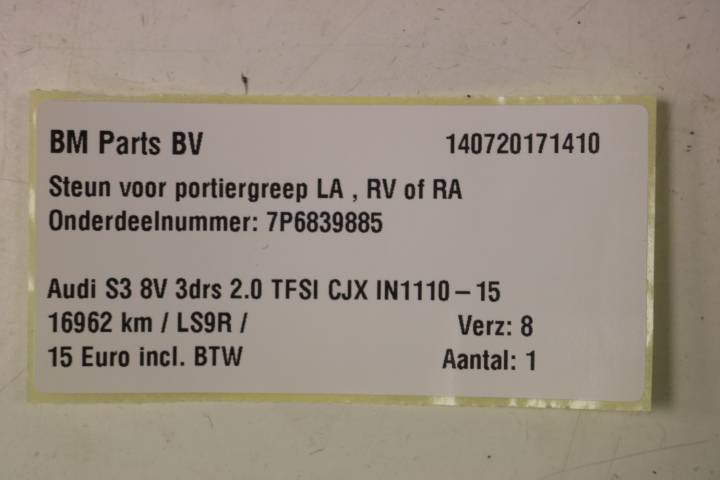 BM Parts BV 140720171410
Steun voor portiergreep LA , RV of RA
Onderdeelnummer: 7P6839885
Audi S3 8V 3drs 2.0 TFSI CJX IN1110 – 15
16962 km / LS9R / Verz: 8
15 Euro incl. BTW Aantal: 1